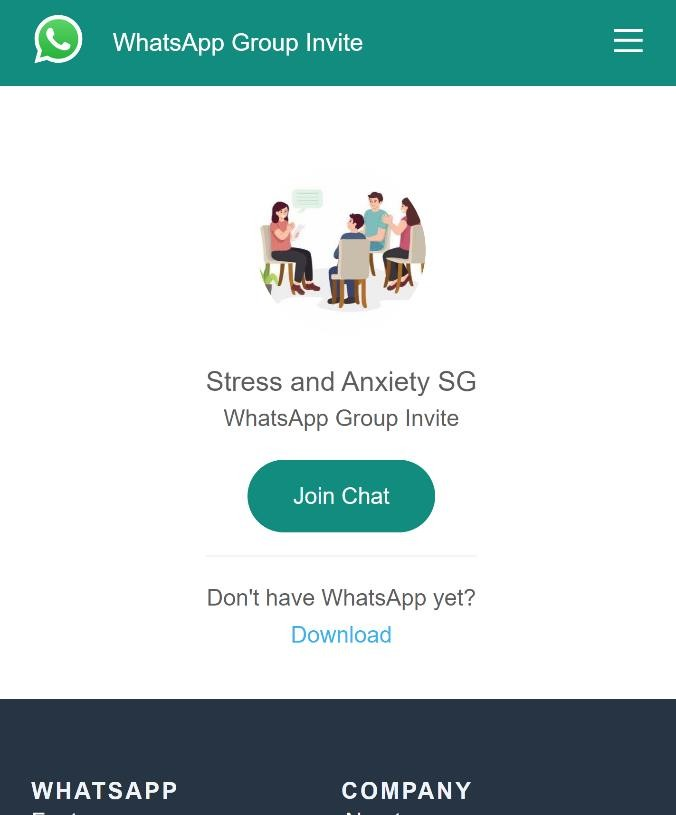 WhatsApp Group Invite
Stress and Anxiety SG
WhatsApp Group Invite
Join Chat
Don't have WhatsApp yet?
Download
WHATSAPP COMPANY